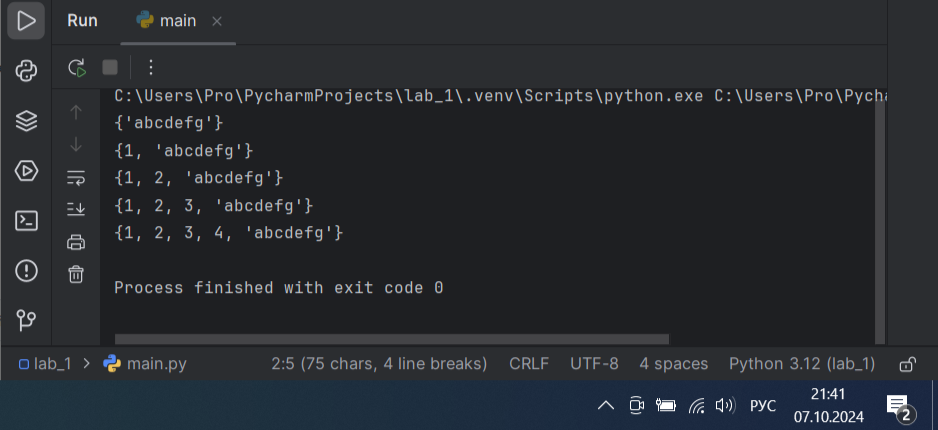 Run main
C:\Users\Pro\PycharmProjects\lab_1\.venv\Scripts\python.exe C:\Users\Pro\Pycha
{'abcdefg'}
{1, 'abcdefg'}
{1, 2, 'abcdefg'}
{1, 2, 3, 'abcdefg'}
{1, 2, 3, 4, 'abcdefg'}
Process finished with exit code 0
lab_1 > main.py 2:5 (75 chars, 4 line breaks) CRLF UTF-8 4 spaces Python 3.12 (lab_1)
РУС 21:41
07.10.2024 2